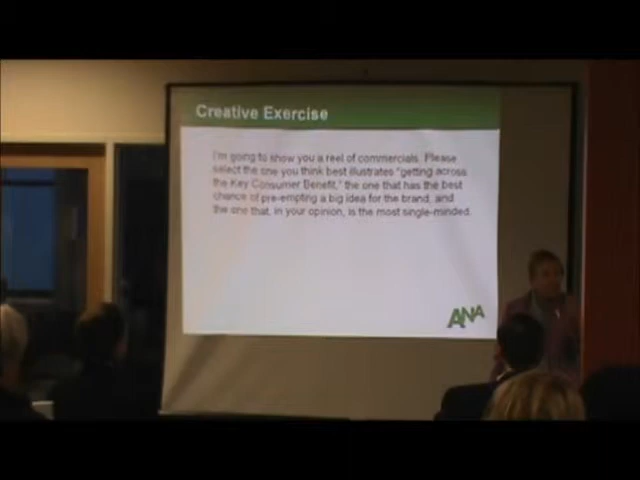 Creative Exercise
I'm going to show you a reel of commercials. Please
select the one you think best illustrates "getting across
the Key Consumer Benefit," the one that has the best
chance of pre-empting a big idea for the brand, and
the one that, in your opinion, is the most single-minded.
ANA